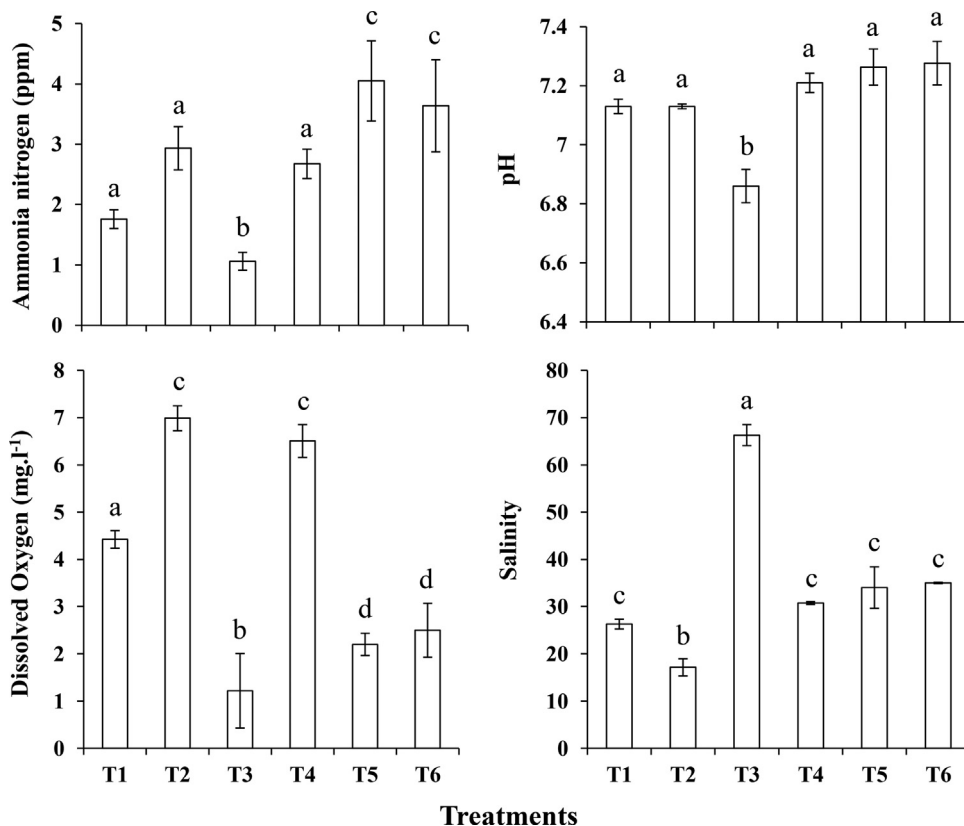 Ammonia nitrogen (ppm)
5
4
3
2
1
0
a
a
b
a
c
c
pH
7.4
7.2
7
6.8
6.6
6.4
a
a
b
a
a
a
Dissolved Oxygen (mg.l⁻¹)
8
7
6
5
4
3
2
1
0
a
c
b
c
d
d
T1 T2 T3 T4 T5 T6
Salinity
80
70
60
50
40
30
20
10
0
c
b
a
c
c
c
T1 T2 T3 T4 T5 T6
Treatments